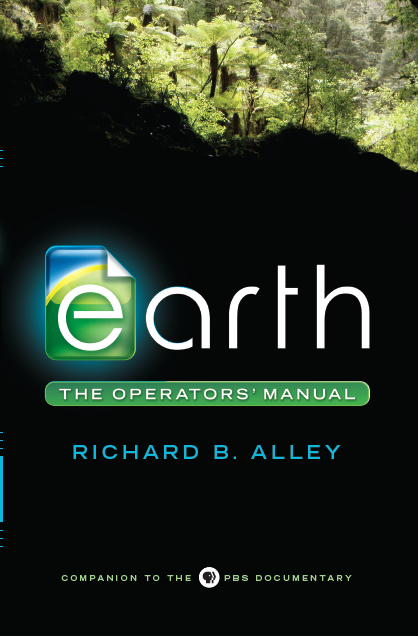 earth
THE OPERATORS' MANUAL
RICHARD B. ALLEY
COMPANION TO THE PBS DOCUMENTARY